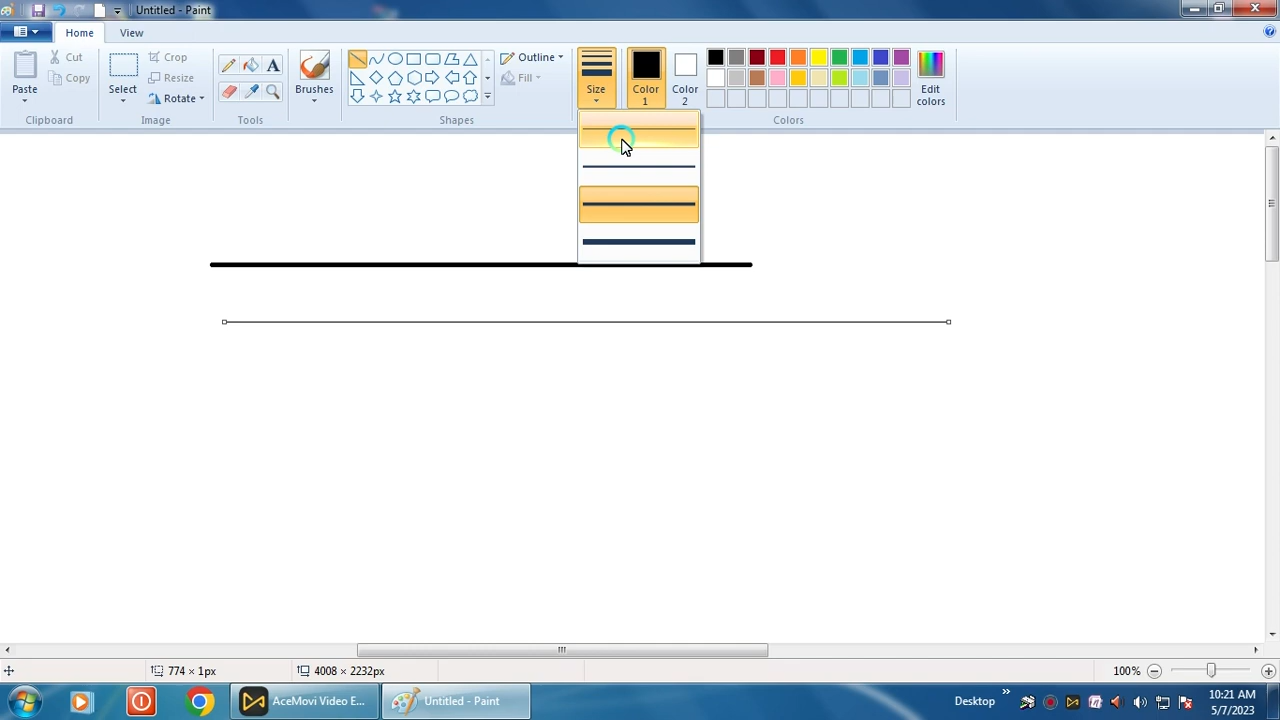 Untitled - Paint
Home
View
Paste
Cut
Copy
Clipboard
Select
Crop
Resize
Rotate
Image
A
Tools
Brushes
Outline
Fill
Shapes
Size
Color 1
Color 2
Edit colors
Colors
774 × 1px
4008 × 2232px
100%
AceMovi Video E...
Untitled - Paint
Desktop
10:21 AM
5/7/2023